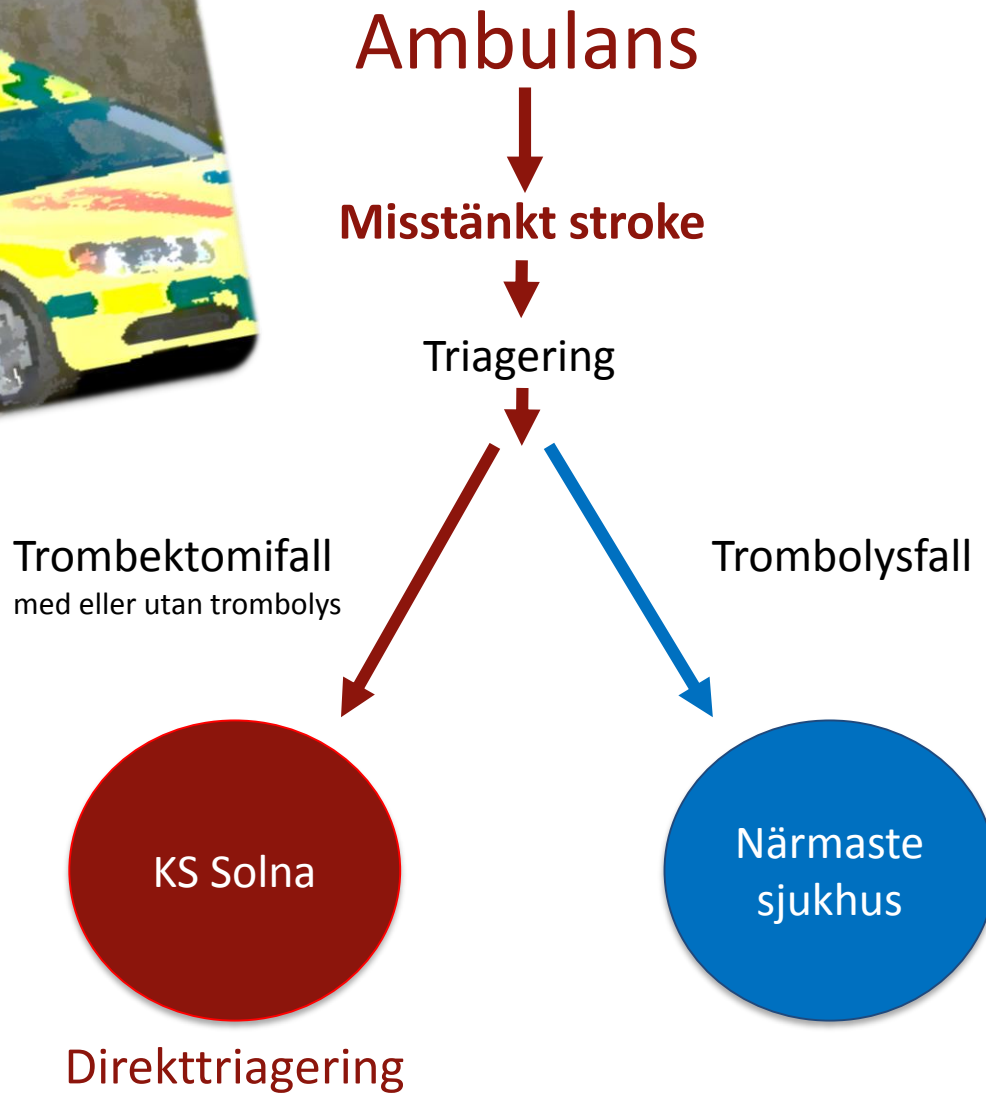 Ambulans
Misstänkt stroke
Triagering
Trombektomifall
med eller utan trombolys
Trombolysfall
KS Solna
Närmaste
sjukhus
Direkttriagering